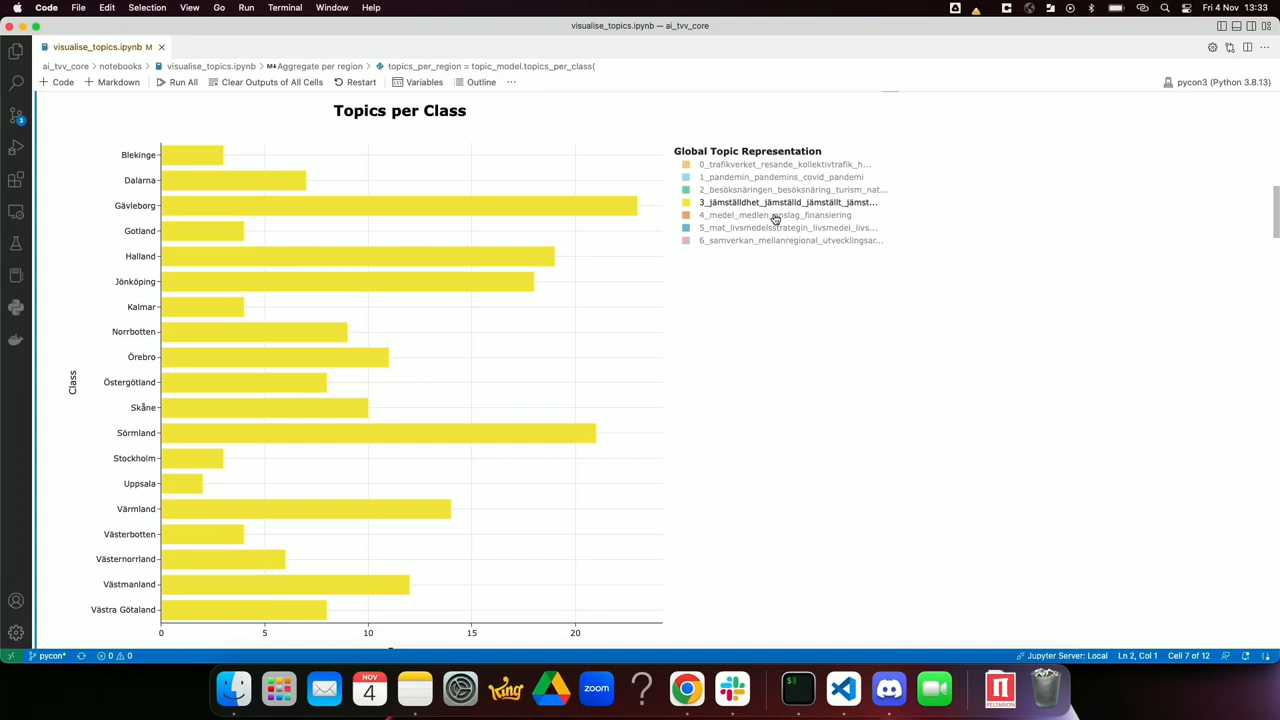 Code File Edit View Go Run Terminal Window Help Fri 4 Nov 13:33
visualise_topics.ipynb — ai_tvv_core
visualise_topics.ipynb M
ai_tvv_core > notebooks > visualise_topics.ipynb > M Aggregate per region > topics_per_region = topic_model.topics_per_class(
+ Code + Markdown Run All Clear Outputs of All Cells Restart Variables Outline ... pycon3 (Python 3.8.13)
Topics per Class
Global Topic Representation
0_trafikverket_resande_kollektivtrafik_h...
1_pandemin_pandemins_covid_pandemi
2_besöksnäringen_besöksnäring_turism_nat...
3_jämställdhet_jämställd_jämställt_jämst...
4_medel_medlen_anslag_finansiering
5_mat_livsmedelsstrategin_livsmedel_livs...
6_samverkan_mellanregional_utvecklingsar...
Class
Blekinge
Dalarna
Gävleborg
Gotland
Halland
Jönköping
Kalmar
Norrbotten
Örebro
Östergötland
Skåne
Sörmland
Stockholm
Uppsala
Värmland
Västerbotten
Västernorrland
Västmanland
Västra Götaland
0 5 10 15 20
3
pycon* 0 0 Jupyter Server: Local Ln 2, Col 1 Cell 7 of 12
NOV
4
King
zoom
?
$
PELTARION